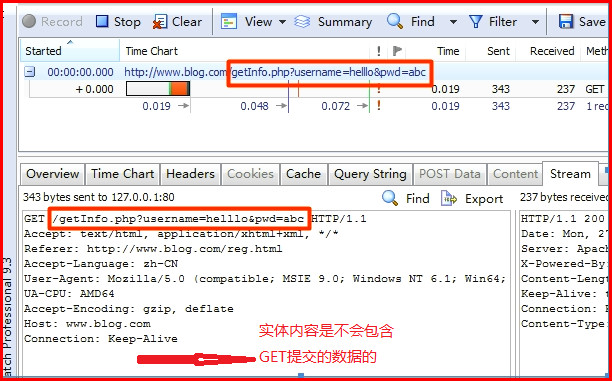 Record Stop Clear View Summary Find Filter Save
Started Time Chart ! Time Sent Received Method
00:00:00.000 http://www.blog.com/getInfo.php?username=helllo&pwd=abc
+ 0.000 ! 0.019 343 237 GET
0.019 0.048 0.072 ! 0.019 343 237 1 req
Overview Time Chart Headers Cookies Cache Query String POST Data Content Stream
343 bytes sent to 127.0.0.1:80 Find Export 237 bytes received
GET /getInfo.php?username=helllo&pwd=abc HTTP/1.1
Accept: text/html, application/xhtml+xml, */*
Referer: http://www.blog.com/reg.html
Accept-Language: zh-CN
User-Agent: Mozilla/5.0 (compatible; MSIE 9.0; Windows NT 6.1; Win64;
UA-CPU: AMD64
Accept-Encoding: gzip, deflate
Host: www.blog.com
Connection: Keep-Alive
HTTP/1.1 200
Date: Mon, 27
Server: Apach
X-Powered-By:
Content-Lengt
Keep-Alive: t
Connection: K
Content-Type:
实体内容是不会包含
GET提交的数据的
atch Professional 9.3